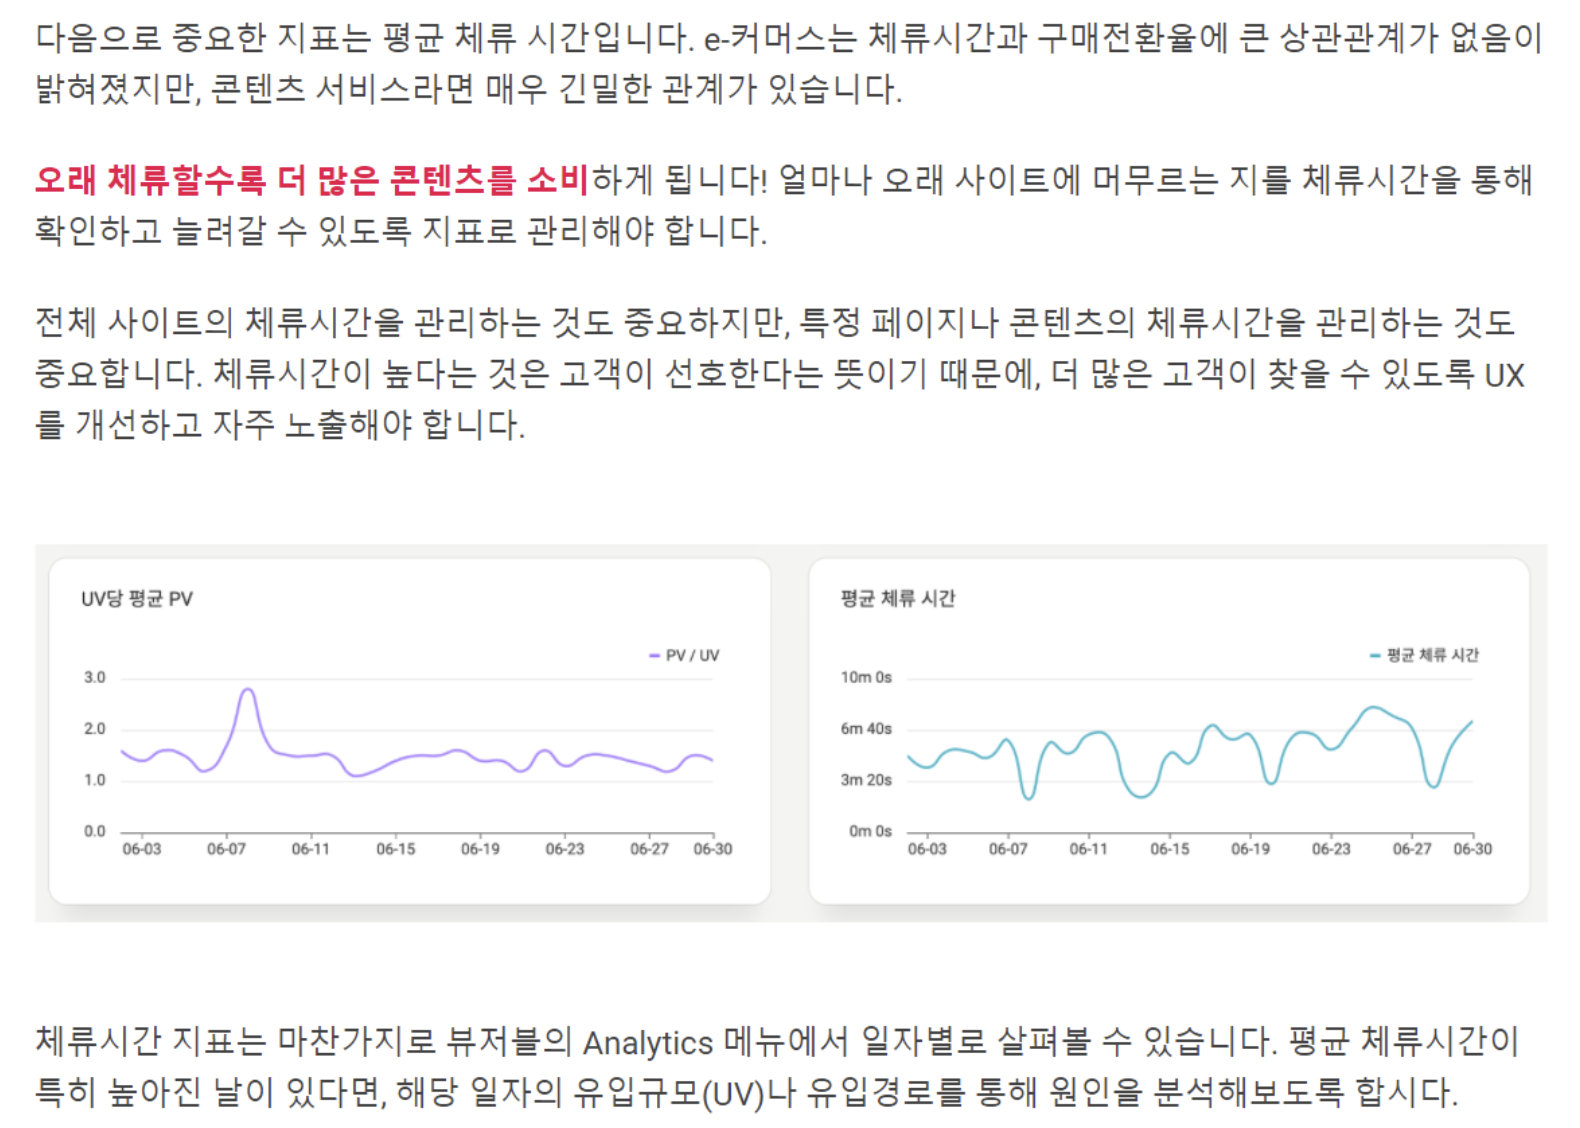 다음으로 중요한 지표는 평균 체류 시간입니다. e-커머스는 체류시간과 구매전환율에 큰 상관관계가 없음이
밝혀졌지만, 콘텐츠 서비스라면 매우 긴밀한 관계가 있습니다.
오래 체류할수록 더 많은 콘텐츠를 소비하게 됩니다! 얼마나 오래 사이트에 머무르는 지를 체류시간을 통해
확인하고 늘려갈 수 있도록 지표로 관리해야 합니다.
전체 사이트의 체류시간을 관리하는 것도 중요하지만, 특정 페이지나 콘텐츠의 체류시간을 관리하는 것도
중요합니다. 체류시간이 높다는 것은 고객이 선호한다는 뜻이기 때문에, 더 많은 고객이 찾을 수 있도록 UX
를 개선하고 자주 노출해야 합니다.
UV당 평균 PV
PV / UV
3.0
2.0
1.0
0.0
06-03 06-07 06-11 06-15 06-19 06-23 06-27 06-30
평균 체류 시간
평균 체류 시간
10m 0s
6m 40s
3m 20s
0m 0s
06-03 06-07 06-11 06-15 06-19 06-23 06-27 06-30
체류시간 지표는 마찬가지로 뷰저블의 Analytics 메뉴에서 일자별로 살펴볼 수 있습니다. 평균 체류시간이
특히 높아진 날이 있다면, 해당 일자의 유입규모(UV)나 유입경로를 통해 원인을 분석해보도록 합시다.